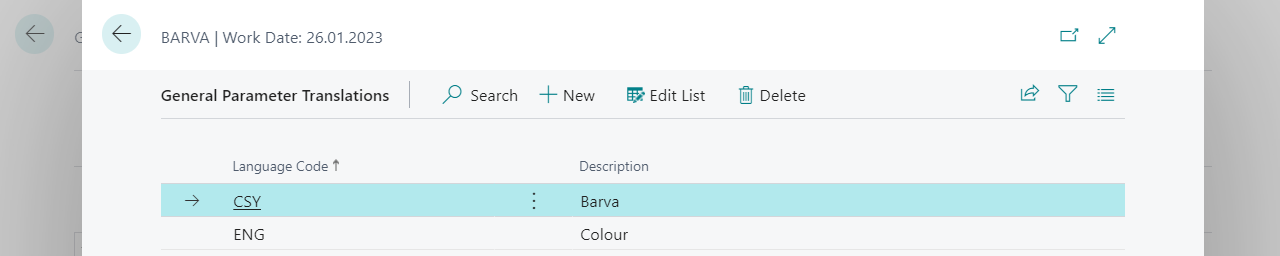 BARVA | Work Date: 26.01.2023
General Parameter Translations Search New Edit List Delete
Language Code ↑ Description
CSY Barva
ENG Colour